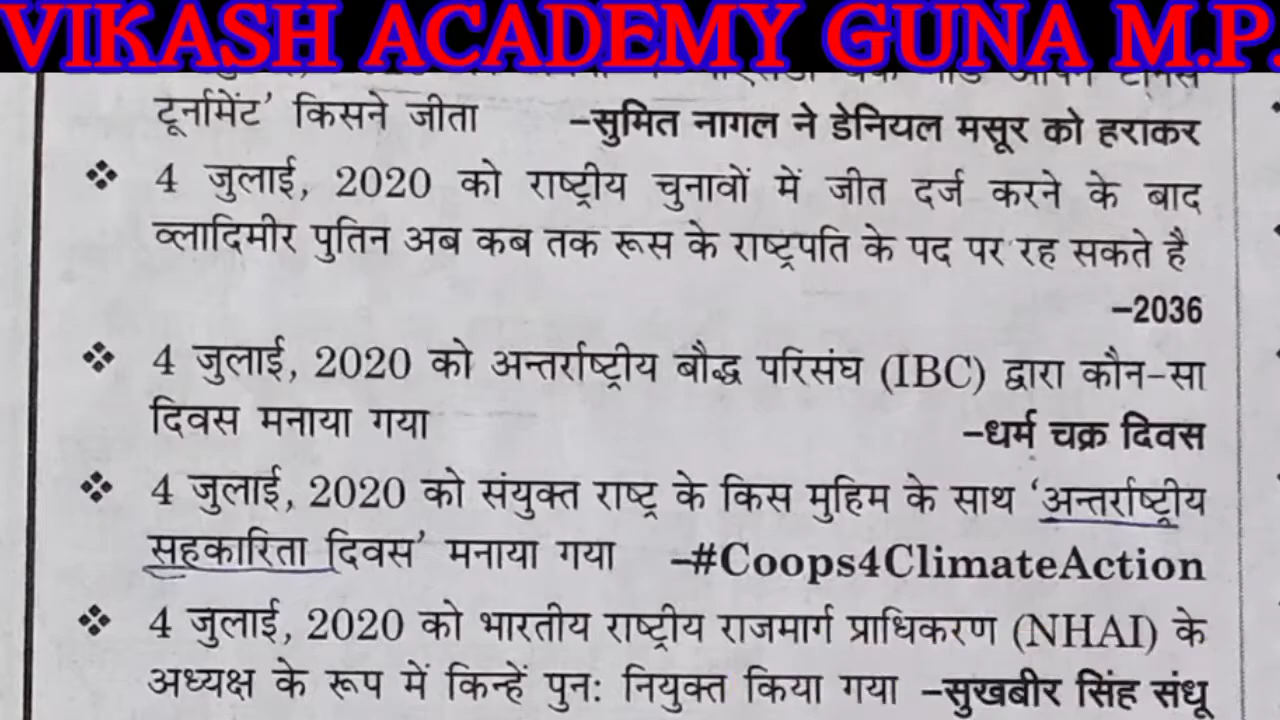 VIKASH ACADEMY GUNA M.P.
टूर्नामेंट' किसने जीता –सुमित नागल ने डेनियल मसूर को हराकर
❖ 4 जुलाई, 2020 को राष्ट्रीय चुनावों में जीत दर्ज करने के बाद
व्लादिमीर पुतिन अब कब तक रूस के राष्ट्रपति के पद पर रह सकते है
–2036
❖ 4 जुलाई, 2020 को अन्तर्राष्ट्रीय बौद्ध परिसंघ (IBC) द्वारा कौन-सा
दिवस मनाया गया –धर्म चक्र दिवस
❖ 4 जुलाई, 2020 को संयुक्त राष्ट्र के किस मुहिम के साथ 'अन्तर्राष्ट्रीय
सहकारिता दिवस' मनाया गया –#Coops4ClimateAction
❖ 4 जुलाई, 2020 को भारतीय राष्ट्रीय राजमार्ग प्राधिकरण (NHAI) के
अध्यक्ष के रूप में किन्हें पुन: नियुक्त किया गया –सुखबीर सिंह संधू